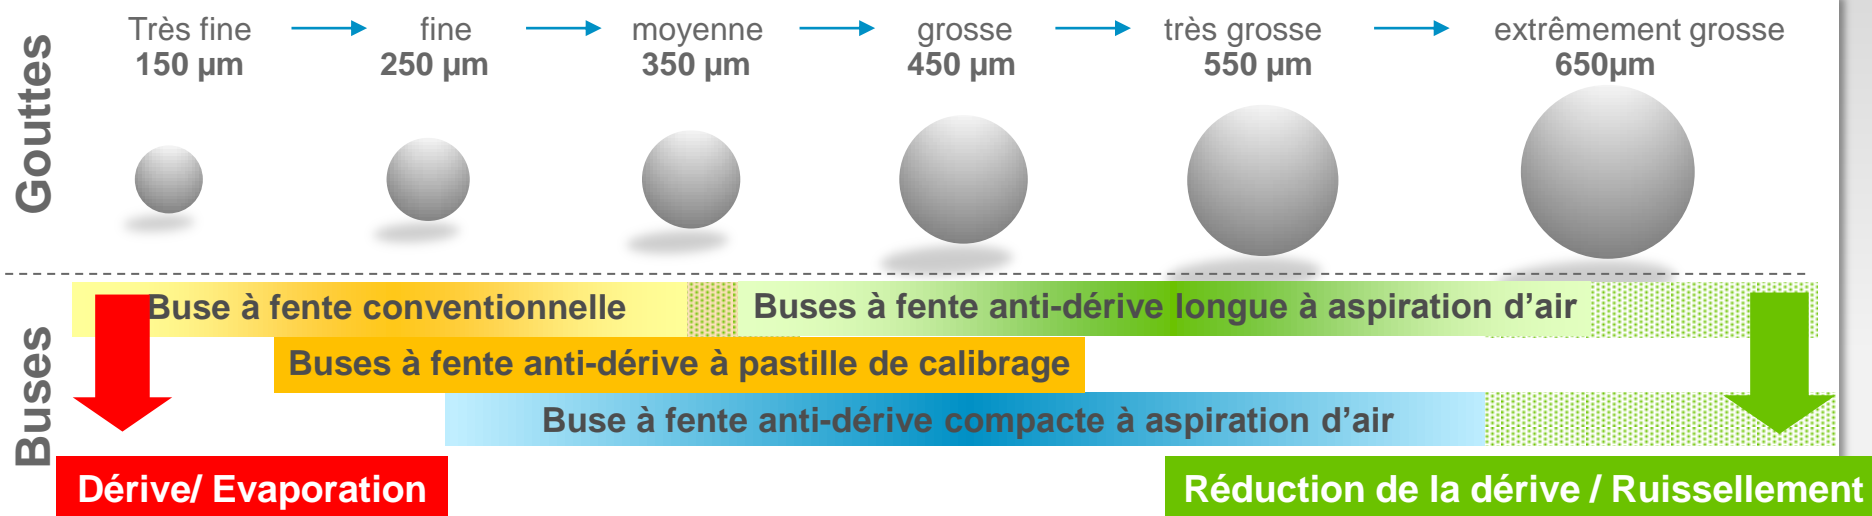 Gouttes
Très fine fine moyenne grosse très grosse extrêmement grosse
150 µm 250 µm 350 µm 450 µm 550 µm 650µm
Buses
Buse à fente conventionnelle Buses à fente anti-dérive longue à aspiration d’air
Buses à fente anti-dérive à pastille de calibrage
Buse à fente anti-dérive compacte à aspiration d’air
Dérive/ Evaporation Réduction de la dérive / Ruissellement